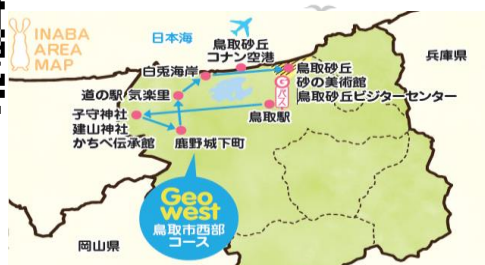 INABA
AREA
MAP
日本海
鳥取砂丘
コナン空港
兵庫県
白兎海岸
鳥取砂丘
砂の美術館
鳥取砂丘ビジターセンター
道の駅 気楽里
Gバス
子守神社
建山神社
かちべ伝承館
鳥取駅
鹿野城下町
Geo
west
鳥取市西部
コース
岡山県